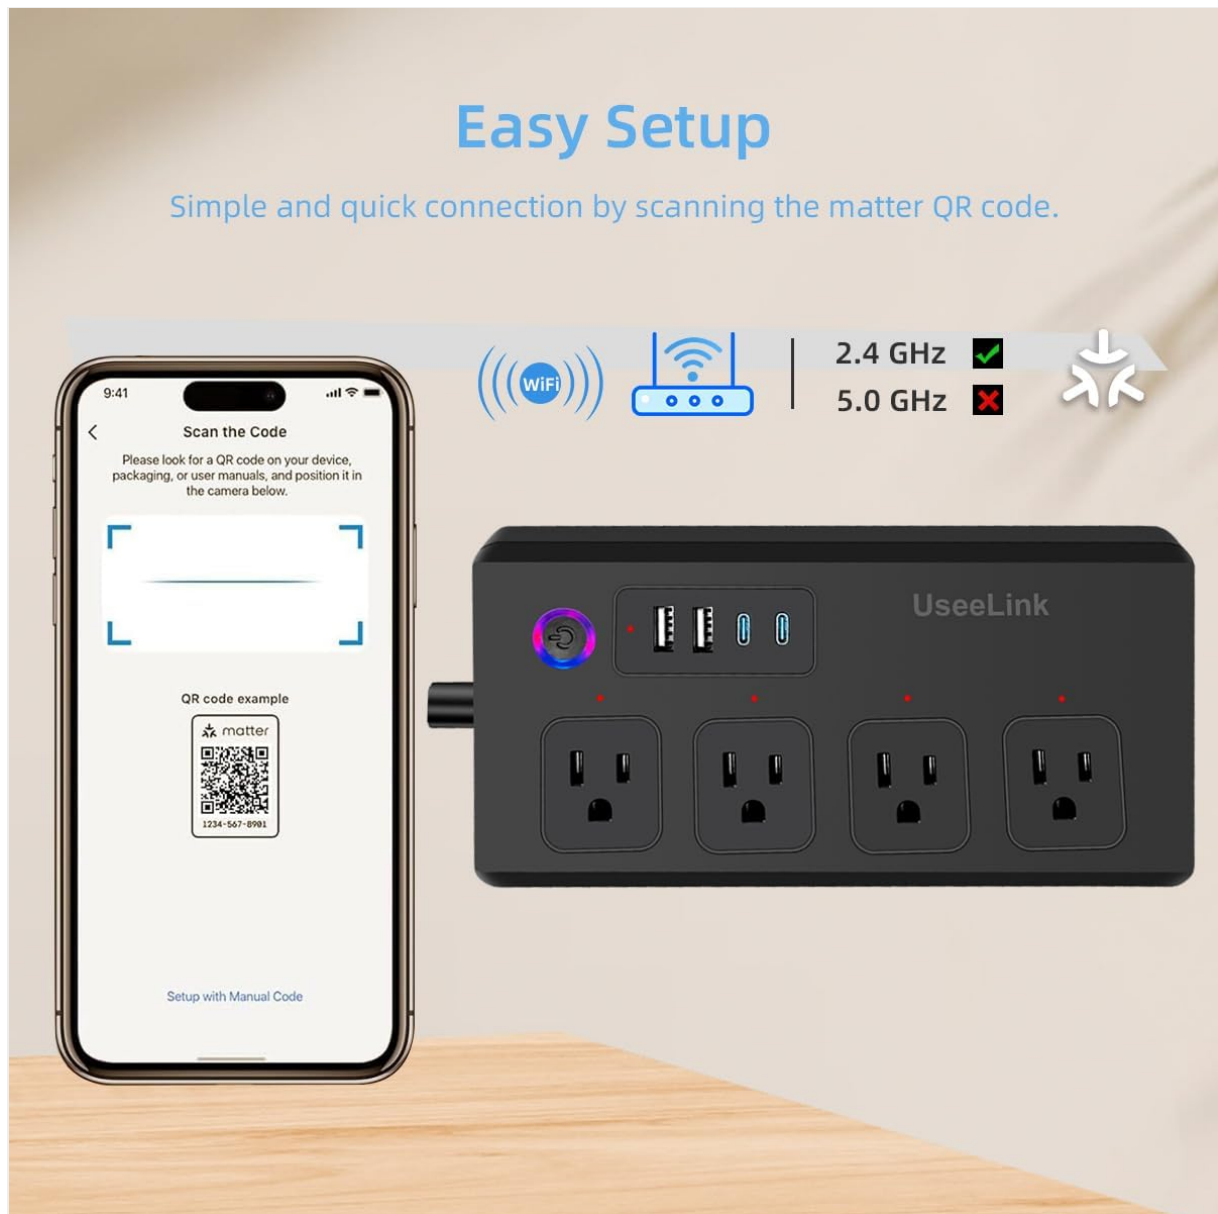 Easy Setup
Simple and quick connection by scanning the matter QR code.
WiFi
2.4 GHz
5.0 GHz
9:41
Scan the Code
Please look for a QR code on your device,
packaging, or user manuals, and position it in
the camera below.
QR code example
matter
1234-567-8901
Setup with Manual Code
UseeLink